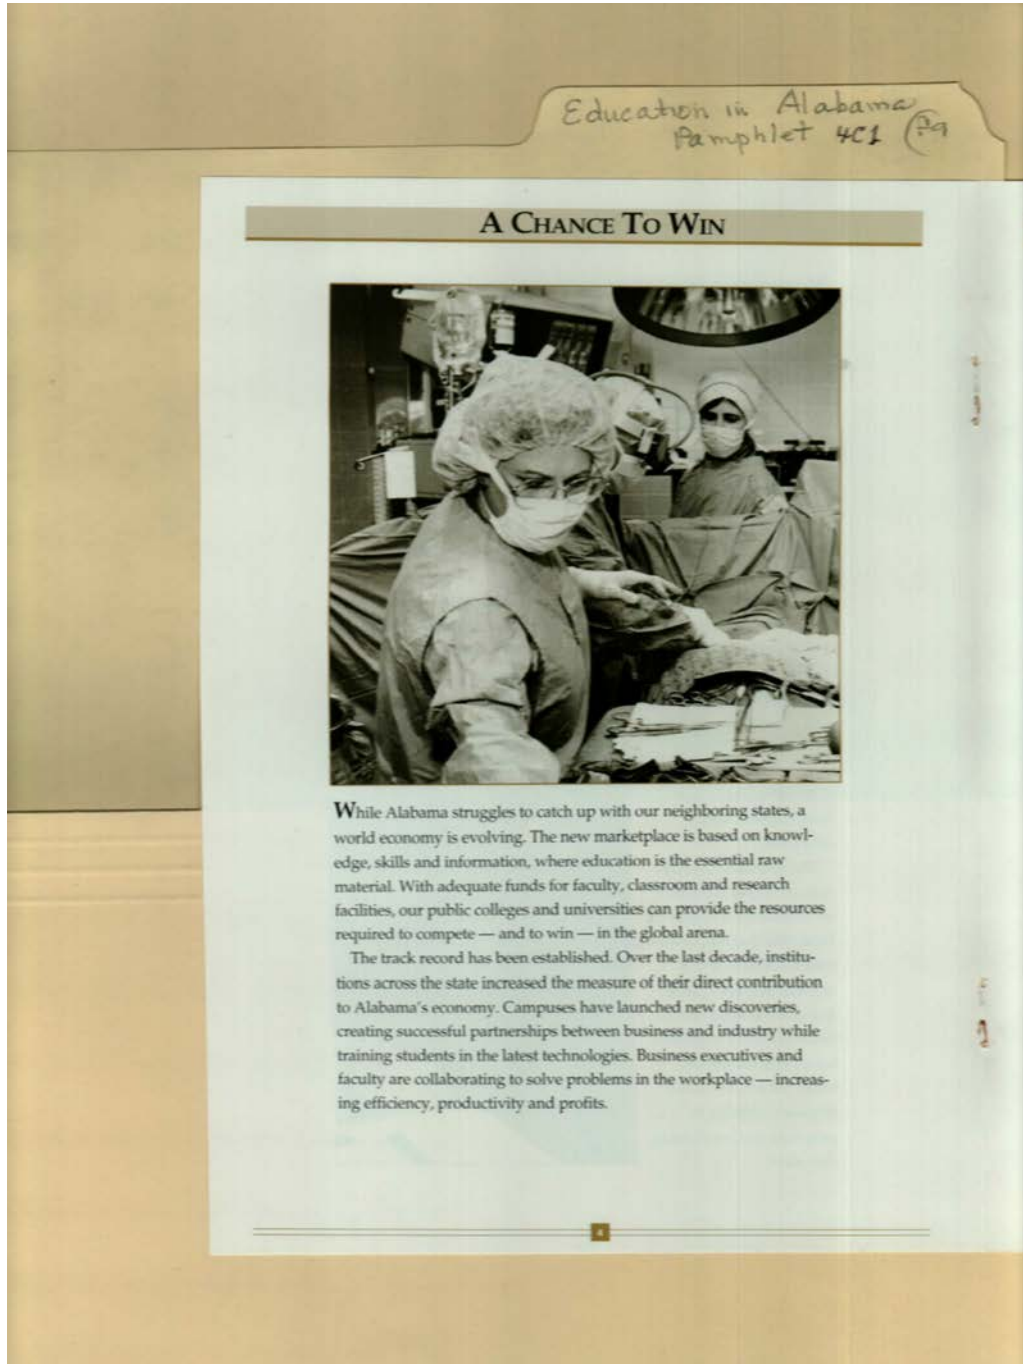 Education in Alabama
Pamphlet 4C1
A CHANCE TO WIN
While Alabama struggles to catch up with our neighboring states, a
world economy is evolving. The new marketplace is based on knowl-
edge, skills and information, where education is the essential raw
material. With adequate funds for faculty, classroom and research
facilities, our public colleges and universities can provide the resources
required to compete — and to win — in the global arena.
The track record has been established. Over the last decade, institu-
tions across the state increased the measure of their direct contribution
to Alabama's economy. Campuses have launched new discoveries,
creating successful partnerships between business and industry while
training students in the latest technologies. Business executives and
faculty are collaborating to solve problems in the workplace — increas-
ing efficiency, productivity and profits.